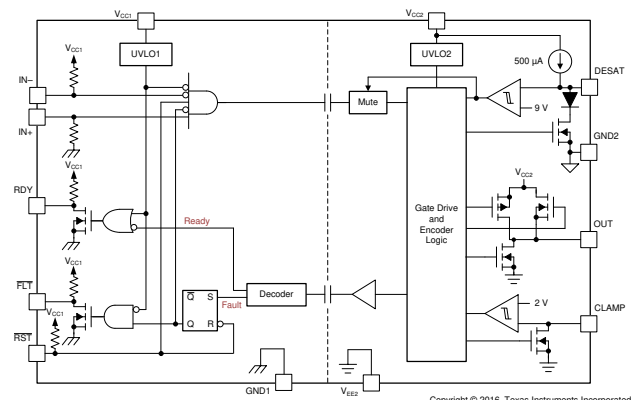 VCC1
VCC2
UVLO1
UVLO2
500 µA
DESAT
VCC1
IN–
IN+
Mute
9 V
GND2
VCC1
RDY
Ready
Gate Drive
and
Encoder
Logic
VCC2
OUT
VCC1
FLT
VCC1
RST
Q S
Fault
Q R
Decoder
2 V
CLAMP
GND1
VEE2
Copyright © 2016, Texas Instruments Incorporated